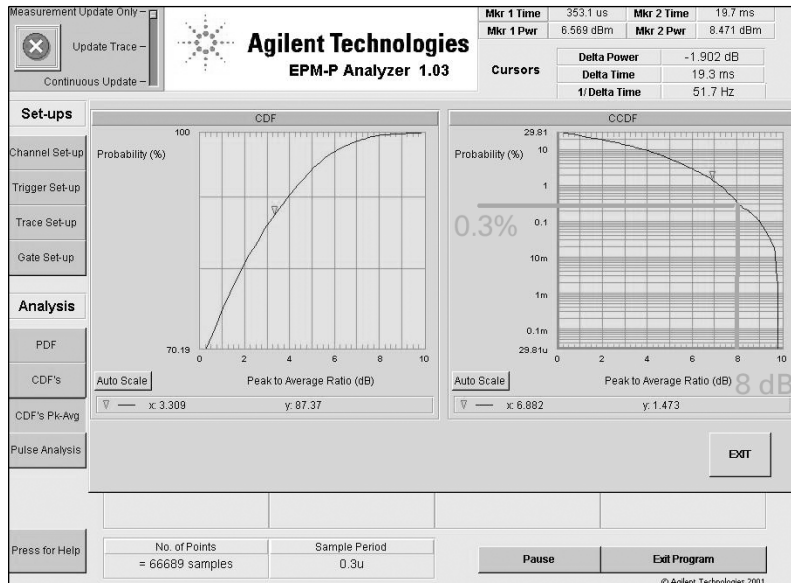 Measurement Update Only –
Update Trace –
Continuous Update –
Agilent Technologies
EPM-P Analyzer 1.03
Mkr 1 Time 353.1 us Mkr 2 Time 19.7 ms
Mkr 1 Pwr 6.569 dBm Mkr 2 Pwr 8.471 dBm
Cursors
Delta Power -1.902 dB
Delta Time 19.3 ms
1/Delta Time 51.7 Hz
Set-ups
Channel Set-up
Trigger Set-up
Trace Set-up
Gate Set-up
Analysis
PDF
CDF's
CDF's Pk-Avg
Pulse Analysis
Press for Help
CDF
100
Probability (%)
70.19
0 2 4 6 8 10
Auto Scale
Peak to Average Ratio (dB)
x: 3.309 y: 87.37
CCDF
29.81
10
Probability (%)
1
0.3%
0.1
10m
1m
0.1m
29.81u
0 2 4 6 8 10
Auto Scale
Peak to Average Ratio (dB)
8 dB
x: 6.882 y: 1.473
EXIT
No. of Points
= 66689 samples
Sample Period
0.3u
Pause
Exit Program
© Agilent Technologies 2001